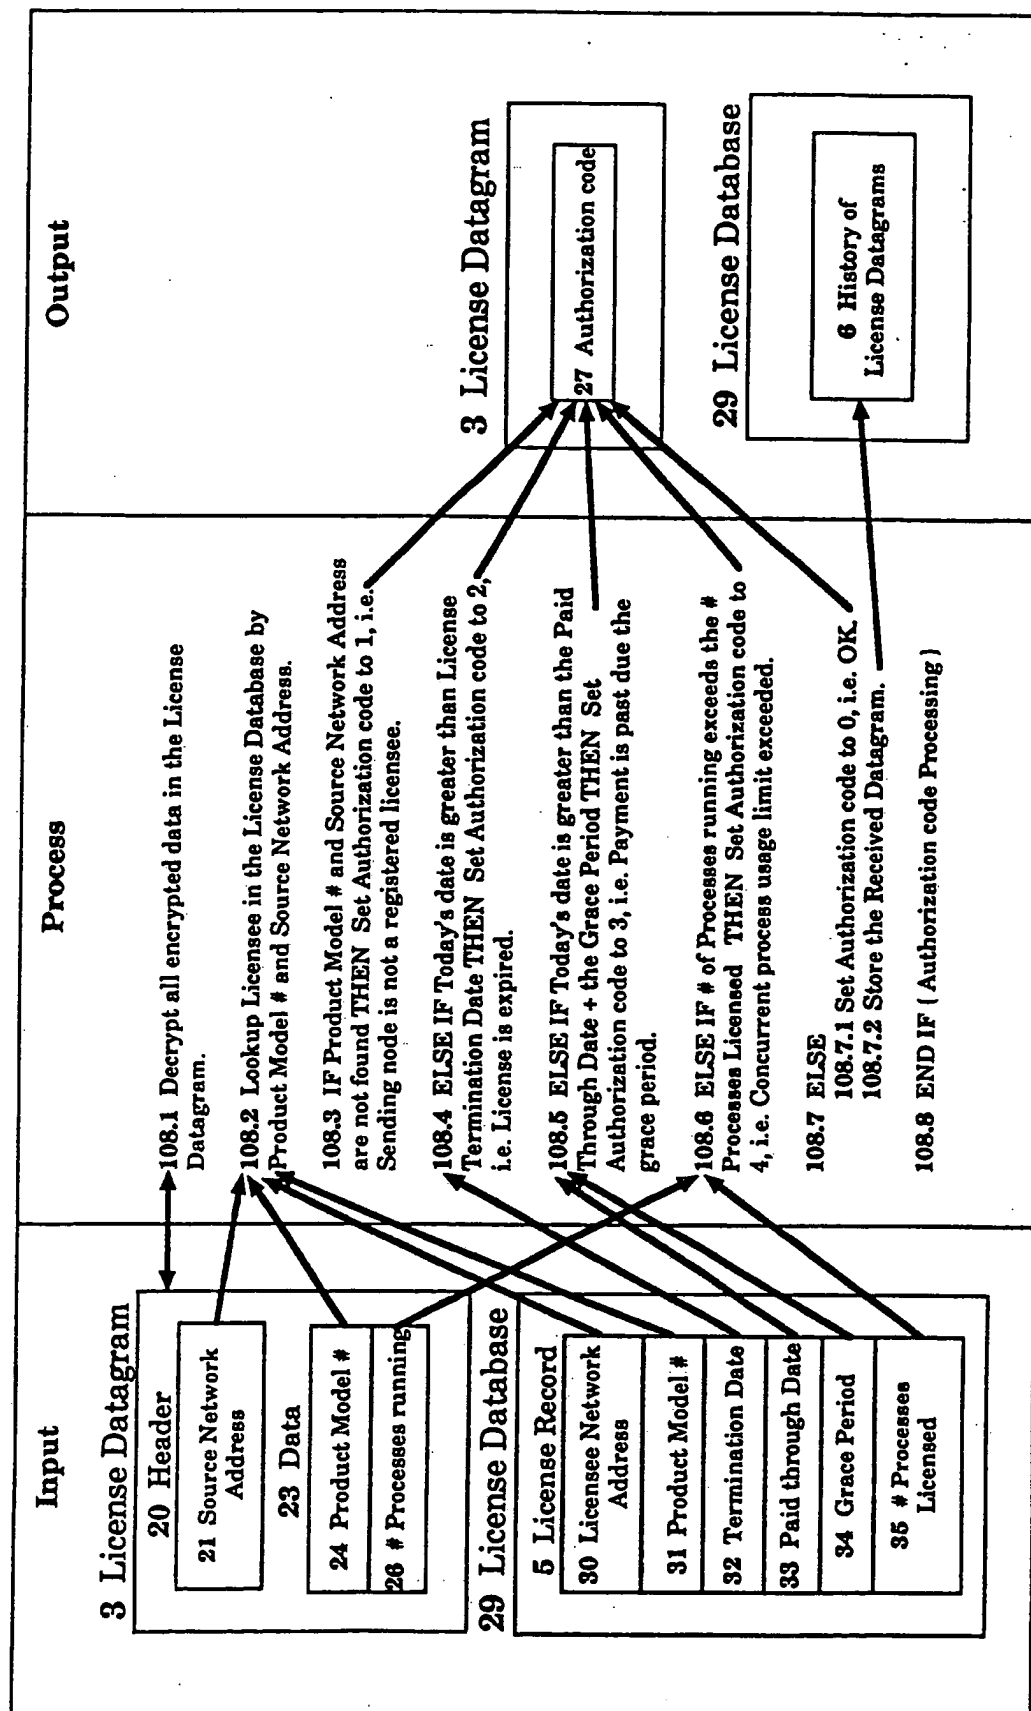 Input
3 License Datagram
20 Header
21 Source Network
Address
23 Data
24 Product Model #
26 # Processes running
29 License Database
5 License Record
30 Licensee Network
Address
31 Product Model #
32 Termination Date
33 Paid through Date
34 Grace Period
35 # Processes
Licensed
Process
108.1 Decrypt all encrypted data in the License
Datagram.
108.2 Lookup Licensee in the License Database by
Product Model # and Source Network Address.
108.3 IF Product Model # and Source Network Address
are not found THEN Set Authorization code to 1, i.e.
Sending node is not a registered licensee.
108.4 ELSE IF Today's date is greater than License
Termination Date THEN Set Authorization code to 2,
i.e. License is expired.
108.5 ELSE IF Today's date is greater than the Paid
Through Date + the Grace Period THEN Set
Authorization code to 3, i.e. Payment is past due the
grace period.
108.6 ELSE IF # of Processes running exceeds the #
Processes Licensed THEN Set Authorization code to
4, i.e. Concurrent process usage limit exceeded.
108.7 ELSE
108.7.1 Set Authorization code to 0, i.e. OK.
108.7.2 Store the Received Datagram.
108.8 END IF { Authorization code Processing }
Output
3 License Datagram
27 Authorization code
29 License Database
6 History of
License Datagrams